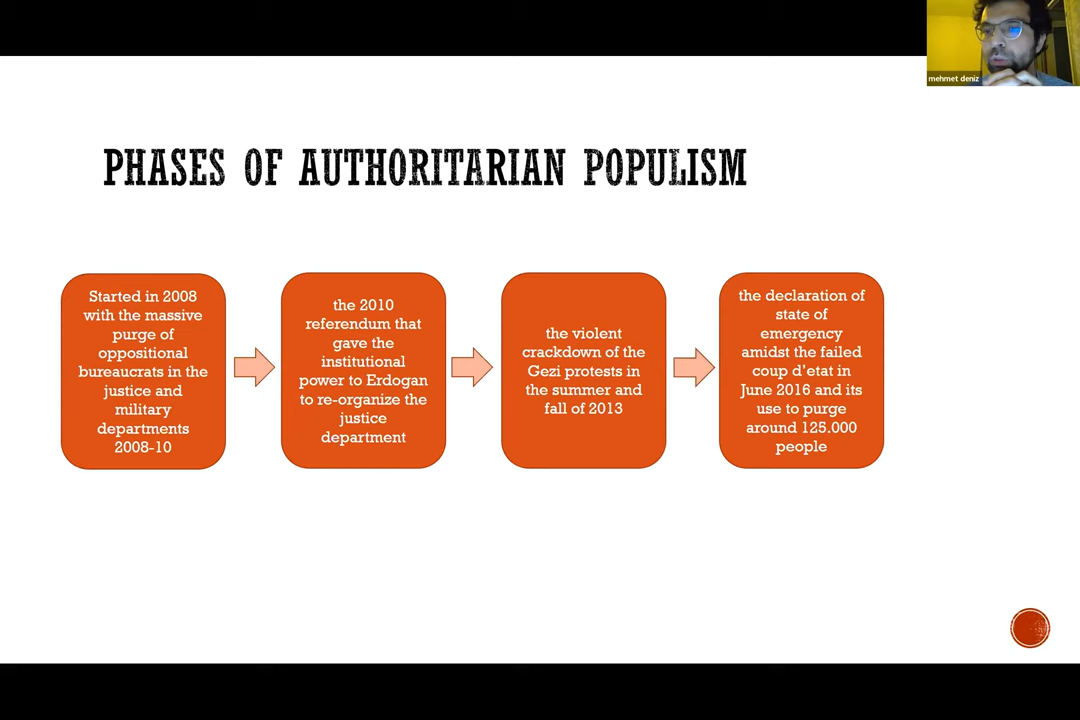 mehmet deniz
PHASES OF AUTHORITARIAN POPULISM
Started in 2008
with the massive
purge of
oppositional
bureaucrats in the
justice and
military
departments
2008-10
the 2010
referendum that
gave the
institutional
power to Erdogan
to re-organize the
justice
department
the violent
crackdown of the
Gezi protests in
the summer and
fall of 2013
the declaration of
state of
emergency
amidst the failed
coup d'etat in
June 2016 and its
use to purge
around 125.000
people